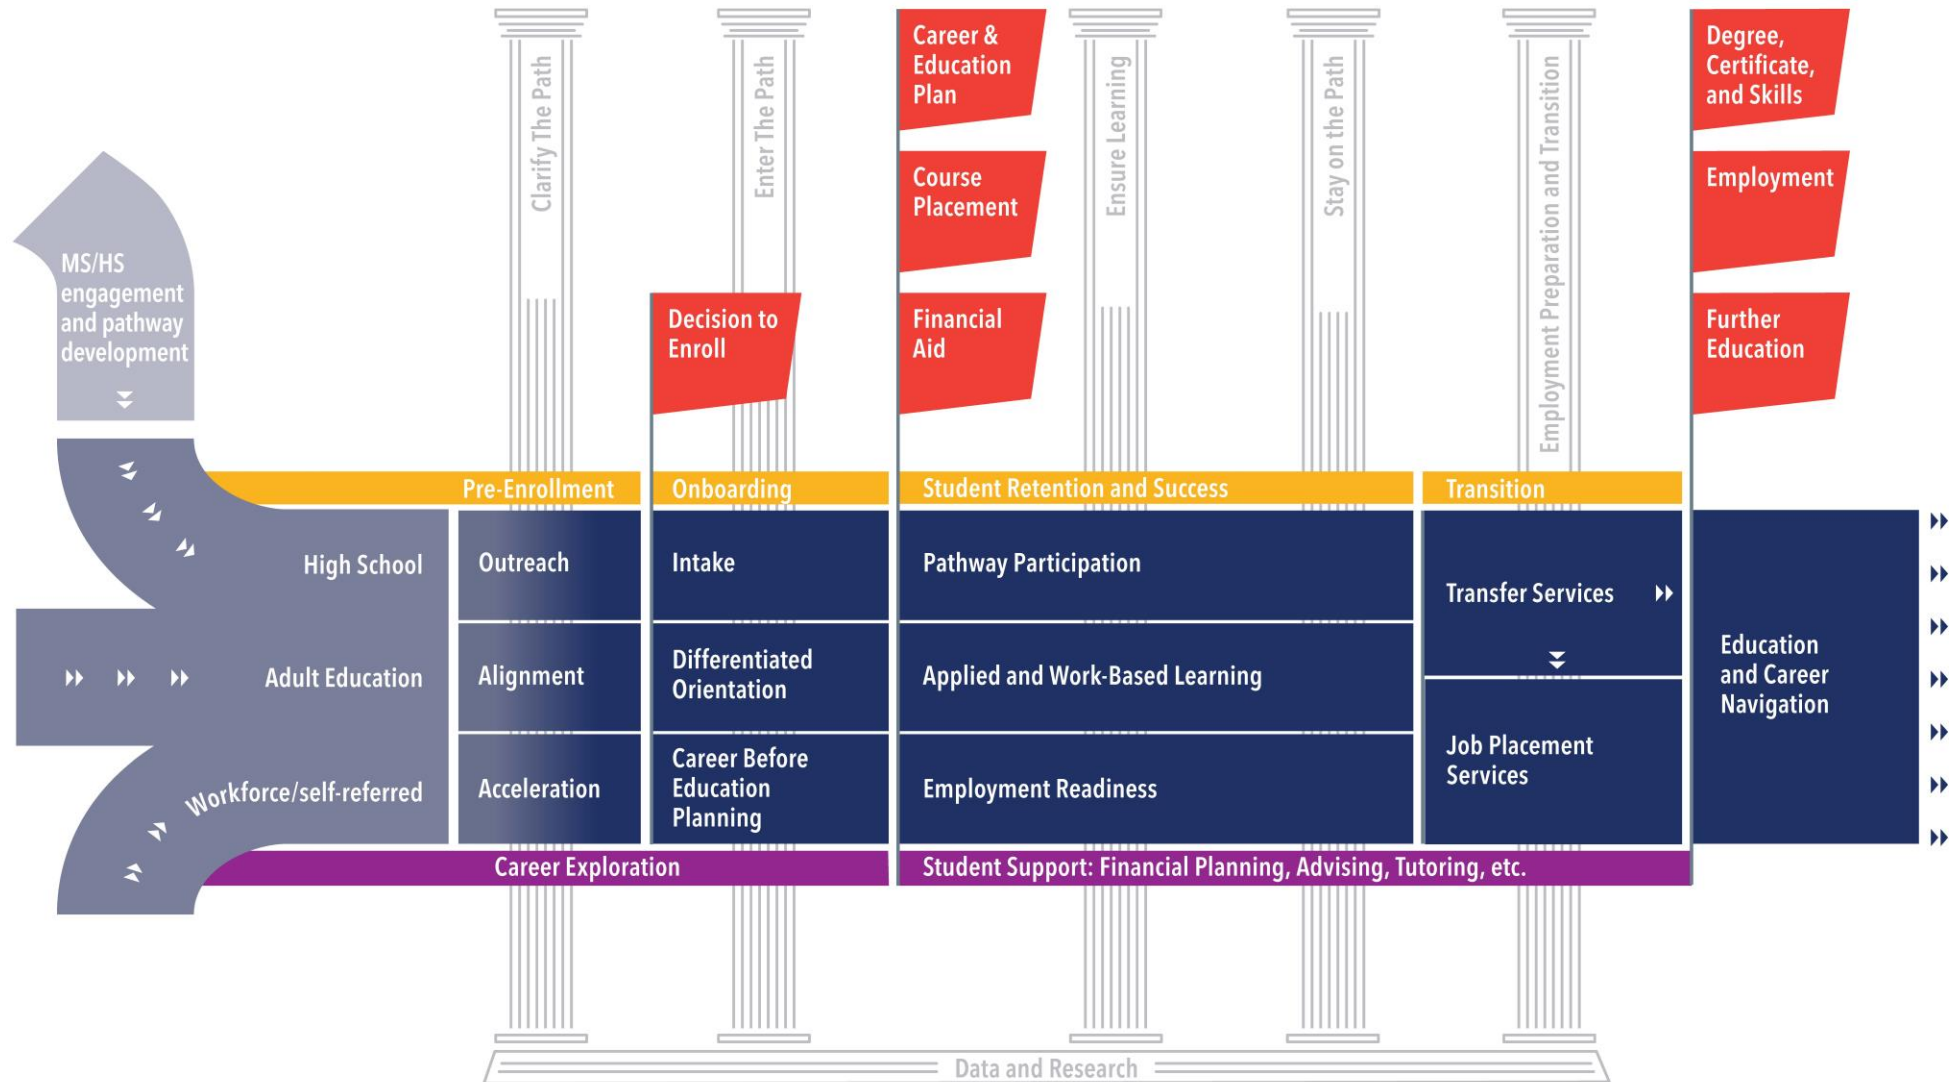 Clarify The Path
Enter The Path
Career &
Education
Plan
Ensure Learning
Stay on the Path
Employment Preparation and Transition
Degree,
Certificate,
and Skills
Course
Placement
Employment
MS/HS
engagement
and pathway
development
Decision to
Enroll
Financial
Aid
Further
Education
Pre-Enrollment
Onboarding
Student Retention and Success
Transition
High School
Outreach
Intake
Pathway Participation
Transfer Services
Adult Education
Alignment
Differentiated
Orientation
Applied and Work-Based Learning
Education
and Career
Navigation
Workforce/self-referred
Acceleration
Career Before
Education
Planning
Employment Readiness
Job Placement
Services
Career Exploration
Student Support: Financial Planning, Advising, Tutoring, etc.
Data and Research